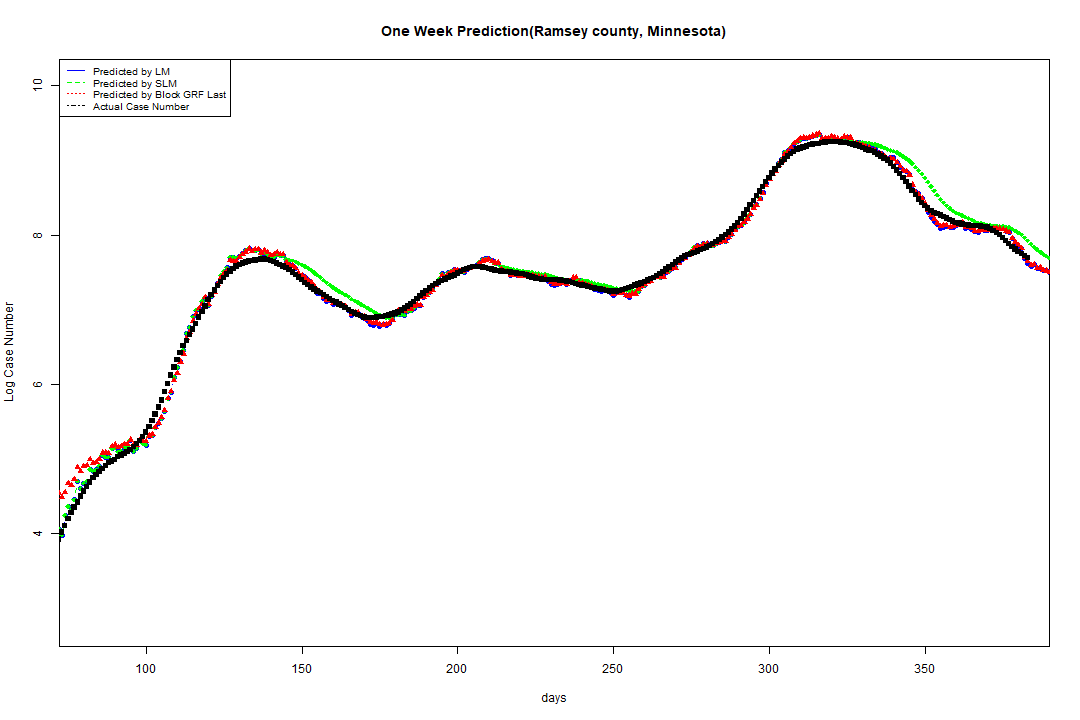 One Week Prediction(Ramsey county, Minnesota)
Predicted by LM
Predicted by SLM
Predicted by Block GRF Last
Actual Case Number
10
8
6
4
Log Case Number
100 150 200 250 300 350
days